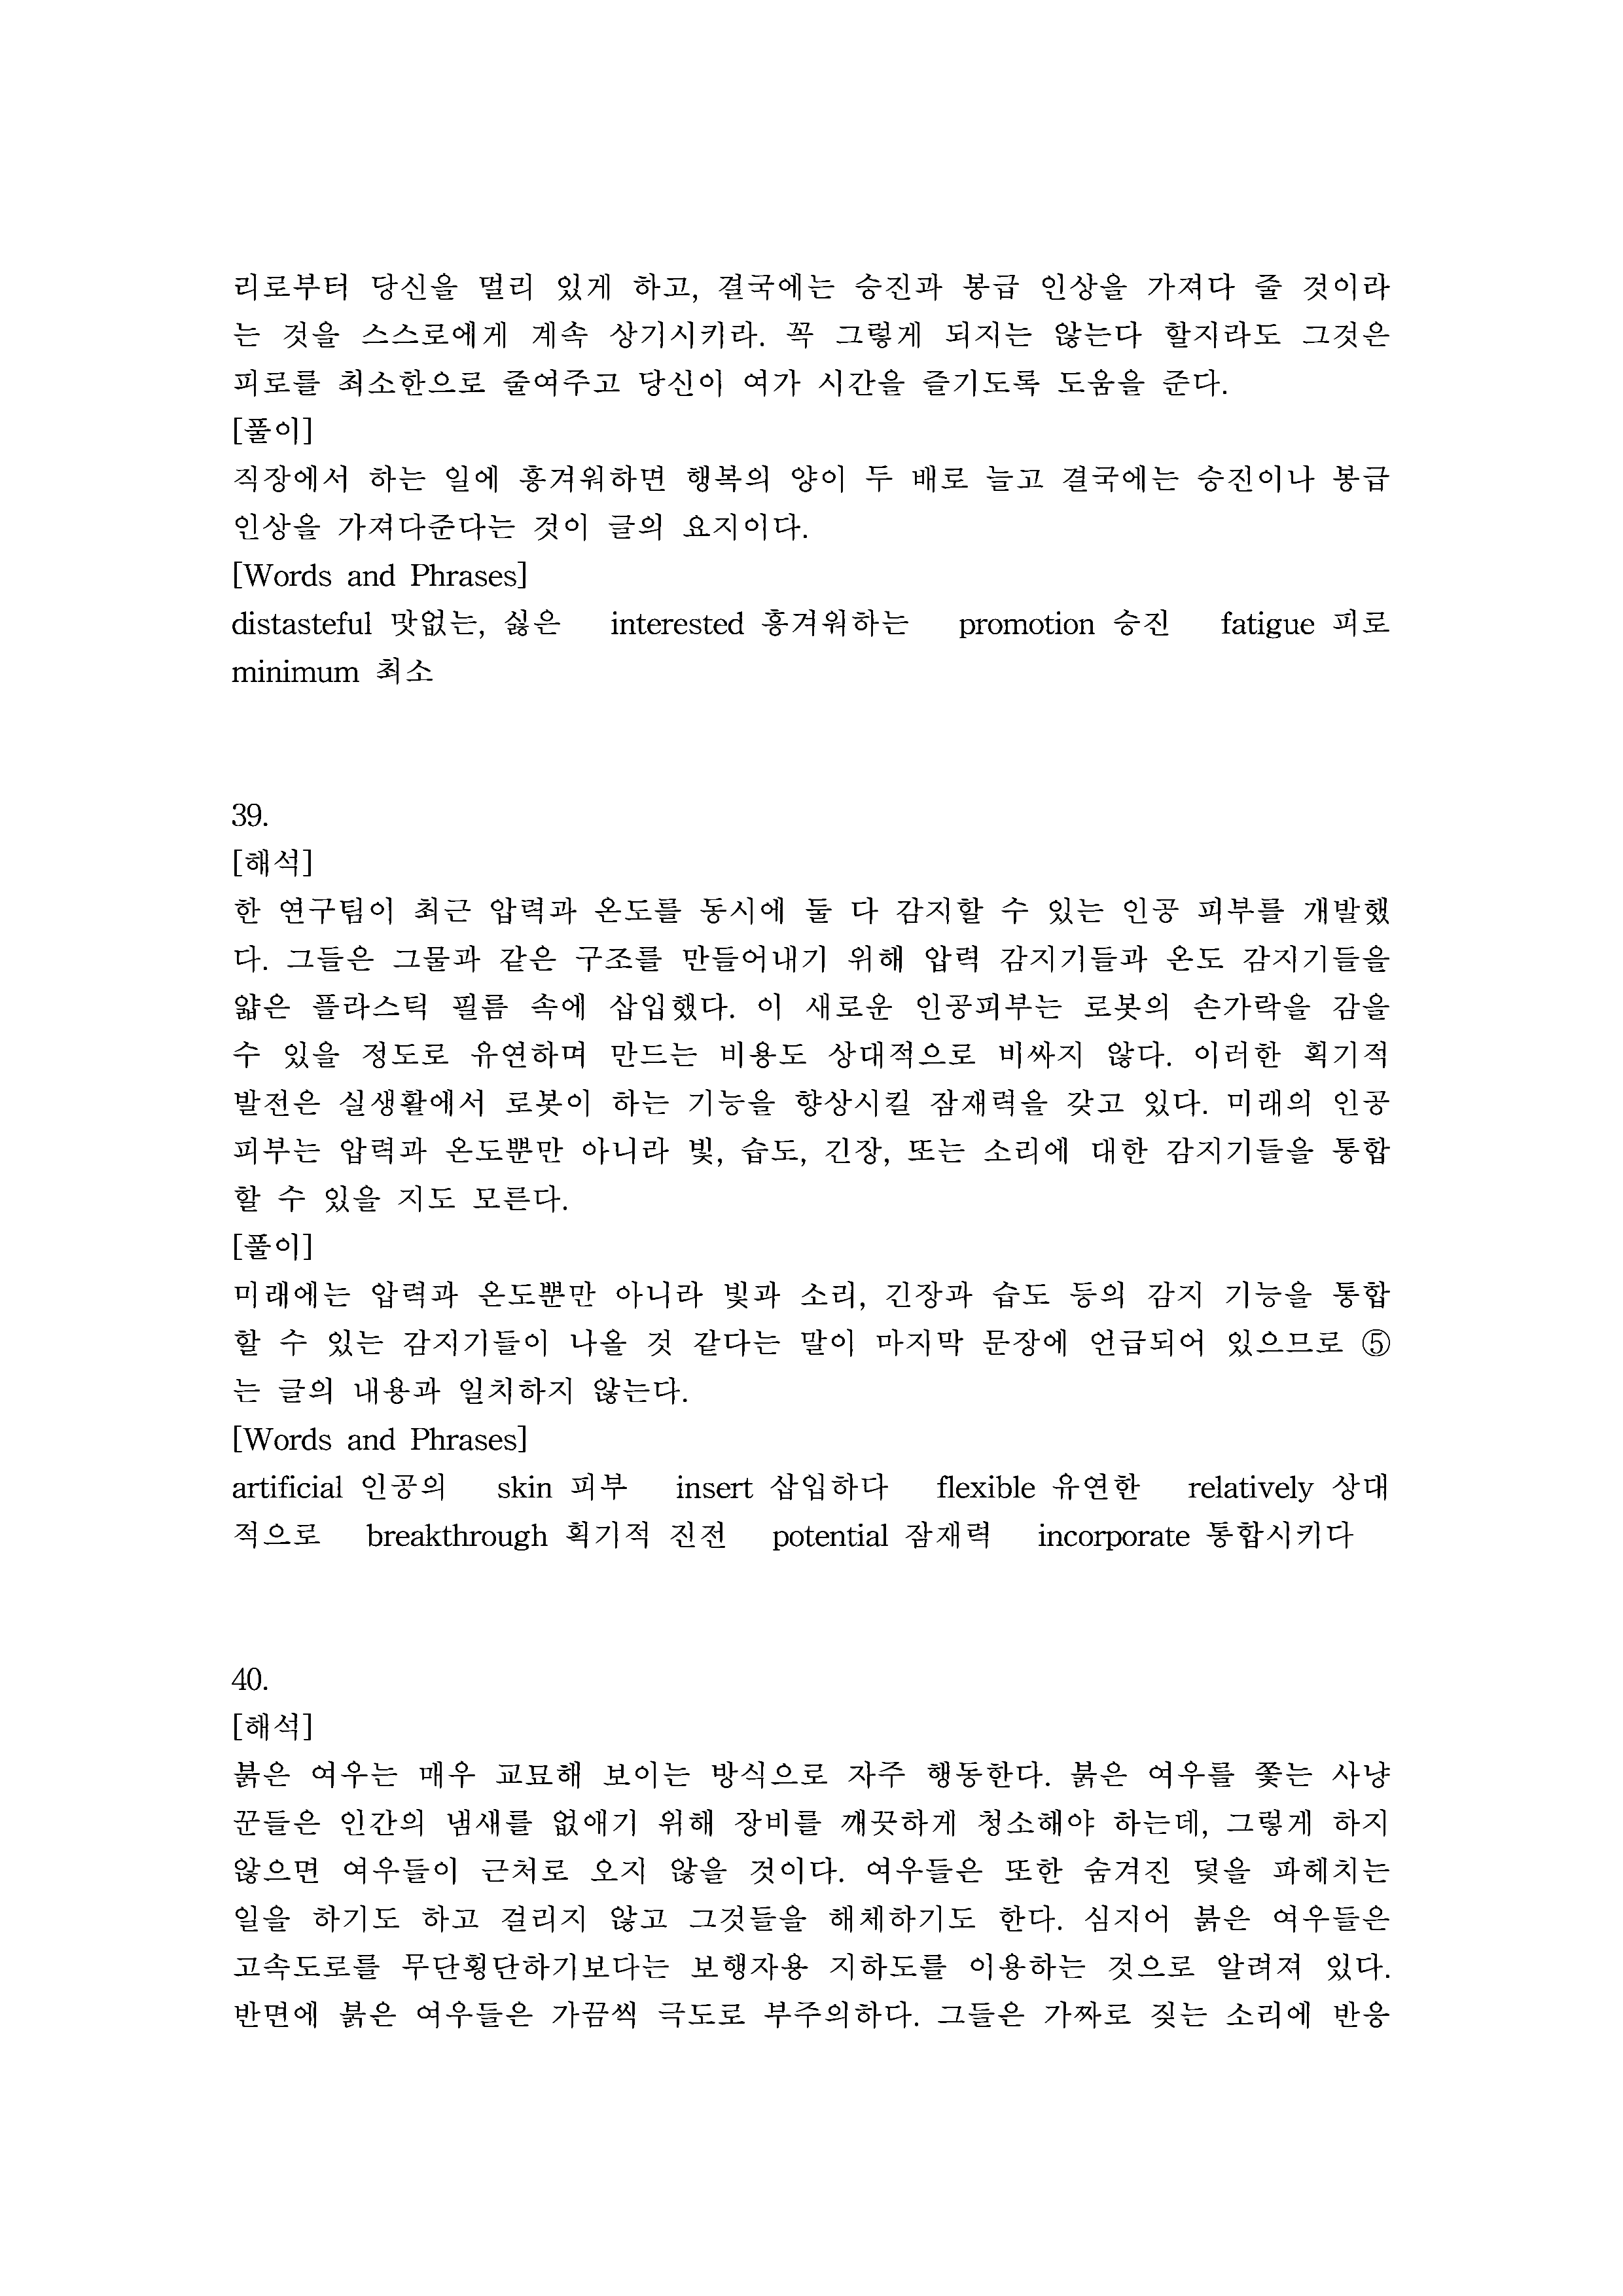 리로부터 당신을 멀리 있게 하고, 결국에는 승진과 봉급 인상을 가져다 줄 것이라
는 것을 스스로에게 계속 상기시키라. 꼭 그렇게 되지는 않는다 할지라도 그것은
피로를 최소한으로 줄여주고 당신이 여가 시간을 즐기도록 도움을 준다.
[풀이]
직장에서 하는 일에 흥겨워하면 행복의 양이 두 배로 늘고 결국에는 승진이나 봉급
인상을 가져다준다는 것이 글의 요지이다.
[Words and Phrases]
distasteful 맛없는, 싫은 interested 흥겨워하는 promotion 승진 fatigue 피로
minimum 최소
39.
[해석]
한 연구팀이 최근 압력과 온도를 동시에 둘 다 감지할 수 있는 인공 피부를 개발했
다. 그들은 그물과 같은 구조를 만들어내기 위해 압력 감지기들과 온도 감지기들을
얇은 플라스틱 필름 속에 삽입했다. 이 새로운 인공피부는 로봇의 손가락을 감을
수 있을 정도로 유연하며 만드는 비용도 상대적으로 비싸지 않다. 이러한 획기적
발전은 실생활에서 로봇이 하는 기능을 향상시킬 잠재력을 갖고 있다. 미래의 인공
피부는 압력과 온도뿐만 아니라 빛, 습도, 긴장, 또는 소리에 대한 감지기들을 통합
할 수 있을 지도 모른다.
[풀이]
미래에는 압력과 온도뿐만 아니라 빛과 소리, 긴장과 습도 등의 감지 기능을 통합
할 수 있는 감지기들이 나올 것 같다는 말이 마지막 문장에 언급되어 있으므로 ⑤
는 글의 내용과 일치하지 않는다.
[Words and Phrases]
artificial 인공의 skin 피부 insert 삽입하다 flexible 유연한 relatively 상대
적으로 breakthrough 획기적 진전 potential 잠재력 incorporate 통합시키다
40.
[해석]
붉은 여우는 매우 교묘해 보이는 방식으로 자주 행동한다. 붉은 여우를 쫓는 사냥
꾼들은 인간의 냄새를 없애기 위해 장비를 깨끗하게 청소해야 하는데, 그렇게 하지
않으면 여우들이 근처로 오지 않을 것이다. 여우들은 또한 숨겨진 덫을 파헤치는
일을 하기도 하고 걸리지 않고 그것들을 해체하기도 한다. 심지어 붉은 여우들은
고속도로를 무단횡단하기보다는 보행자용 지하도를 이용하는 것으로 알려져 있다.
반면에 붉은 여우들은 가끔씩 극도로 부주의하다. 그들은 가짜로 짖는 소리에 반응